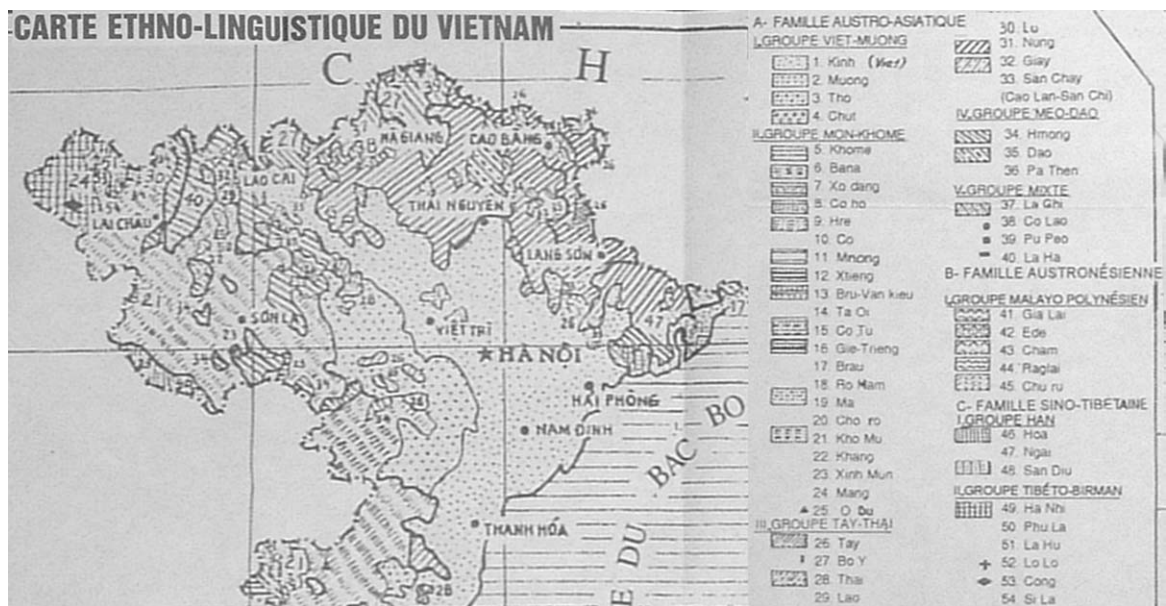 CARTE ETHNO-LINGUISTIQUE DU VIETNAM
C H
HÀ GIANG
CAO BẰNG
LAO CAI
LAI CHÂU
THÁI NGUYÊN
LẠNG SƠN
SƠN LA
VIỆT TRÌ
HÀ NỘI
HẢI PHÒNG
NAM ĐỊNH
THANH HÓA
BAC BO
E DU
A- FAMILLE AUSTRO-ASIATIQUE
I.GROUPE VIET-MUONG
1. Kinh (Viet)
2. Muong
3. Tho
4. Chut
II.GROUPE MON-KHOME
5. Khome
6. Bana
7. Xo dang
8. Co ho
9. Hre
10. Co
11. Mnong
12. Xtieng
13. Bru-Van kieu
14. Ta Oi
15. Co Tu
16. Gie-Trieng
17. Brau
18. Ro Mam
19. Ma
20. Cho ro
21. Kho Mu
22. Khang
23. Xinh Mun
24. Mang
25. O Du
III.GROUPE TAY-THAI
26. Tay
27. Bo Y
28. Thai
29. Lao
30. Lu
31. Nung
32. Giay
33. San Chay
(Cao Lan-San Chi)
IV.GROUPE MEO-DAO
34. Hmong
35. Dao
36. Pa Then
V.GROUPE MIXTE
37. La Ghi
38. Co Lao
39. Pu Peo
40. La Ha
B- FAMILLE AUSTRONÉSIENNE
I.GROUPE MALAYO POLYNÉSIEN
41. Gia Lai
42. Ede
43. Cham
44. Raglai
45. Chu ru
C- FAMILLE SINO-TIBETAINE
I.GROUPE HAN
46. Hoa
47. Ngai
48. San Diu
II.GROUPE TIBÉTO-BIRMAN
49. Ha Nhi
50. Phu La
51. La Hu
52. Lo Lo
53. Cong
54. Si La